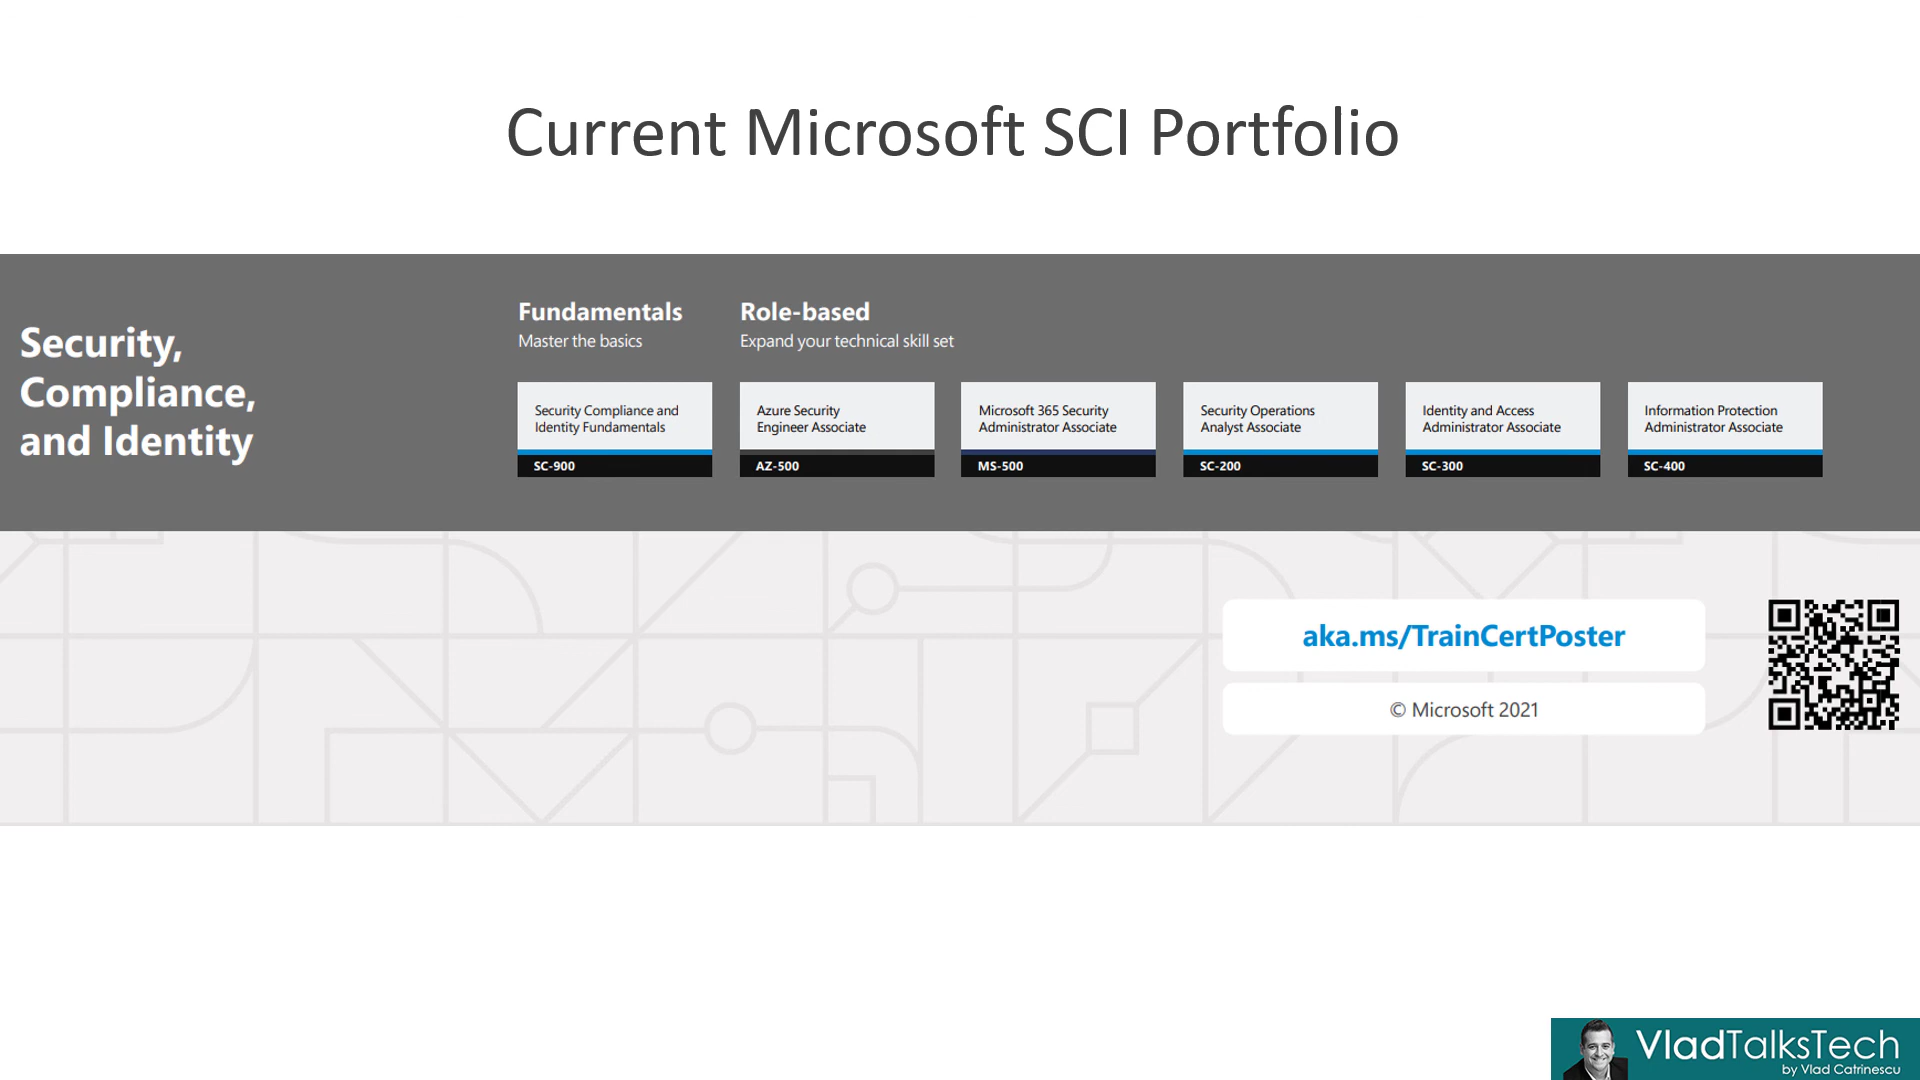 Current Microsoft SCI Portfolio
Security,
Compliance,
and Identity
Fundamentals
Master the basics
Role-based
Expand your technical skill set
Security Compliance and
Identity Fundamentals
SC-900
Azure Security
Engineer Associate
AZ-500
Microsoft 365 Security
Administrator Associate
MS-500
Security Operations
Analyst Associate
SC-200
Identity and Access
Administrator Associate
SC-300
Information Protection
Administrator Associate
SC-400
aka.ms/TrainCertPoster
© Microsoft 2021
VladTalksTech
by Vlad Catrinescu